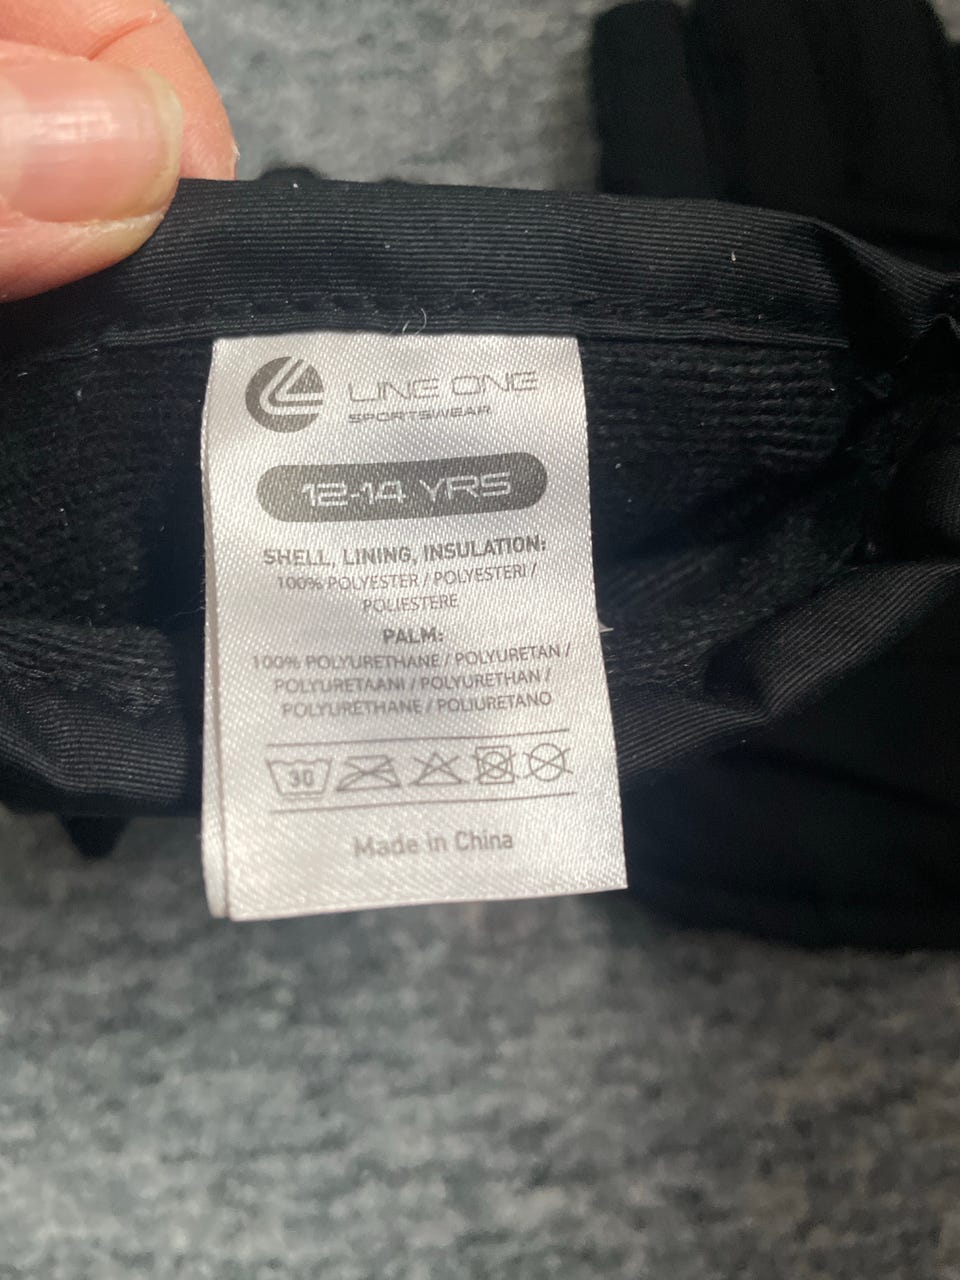 LINE ONE
SPORTSWEAR
12-14 YRS
SHELL, LINING, INSULATION:
100% POLYESTER / POLYESTERI /
POLIESTERE
PALM:
100% POLYURETHANE / POLYURETAN /
POLYURETAANI / POLYURETHAN /
POLYURETHANE / POLIURETANO
30
Made in China